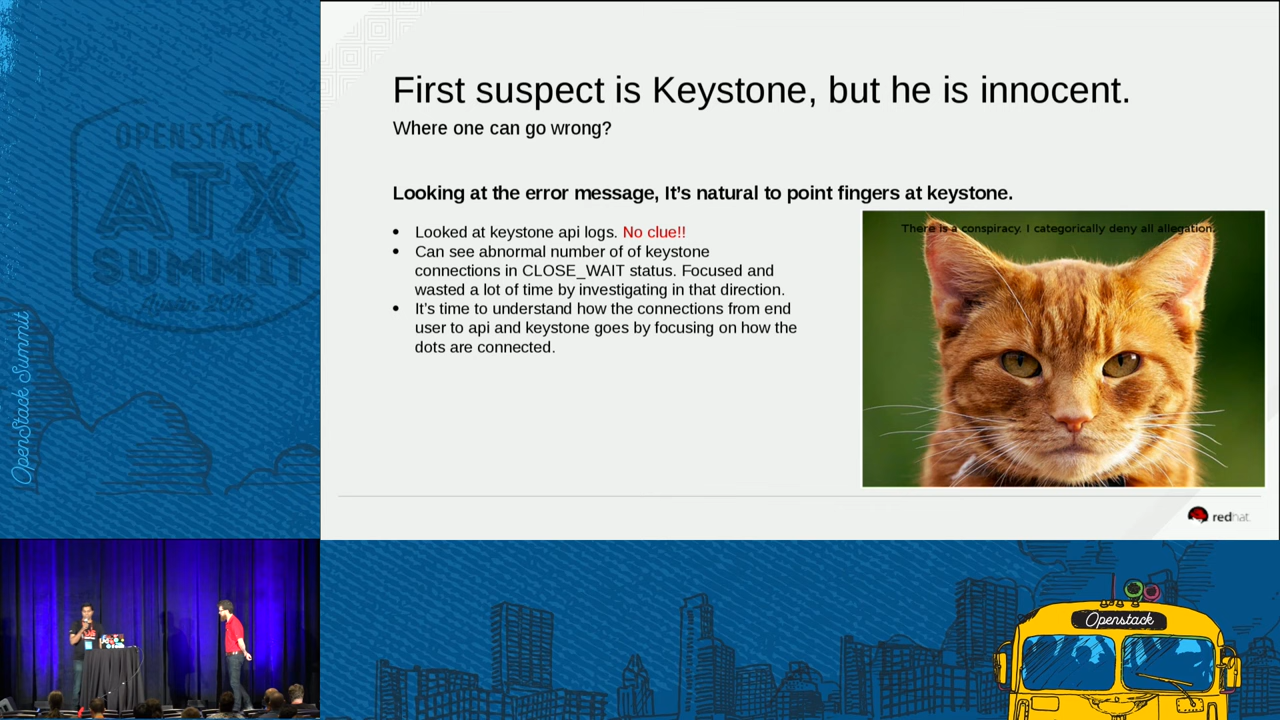 First suspect is Keystone, but he is innocent.
Where one can go wrong?
Looking at the error message, It's natural to point fingers at keystone.
• Looked at keystone api logs. No clue!!
• Can see abnormal number of of keystone
connections in CLOSE_WAIT status. Focused and
wasted a lot of time by investigating in that direction.
• It's time to understand how the connections from end
user to api and keystone goes by focusing on how the
dots are connected.
There is a conspiracy. I categorically deny all allegation.
redhat.
OPENSTACK
ATX
SUMMIT
OpenStack Summit
Openstack